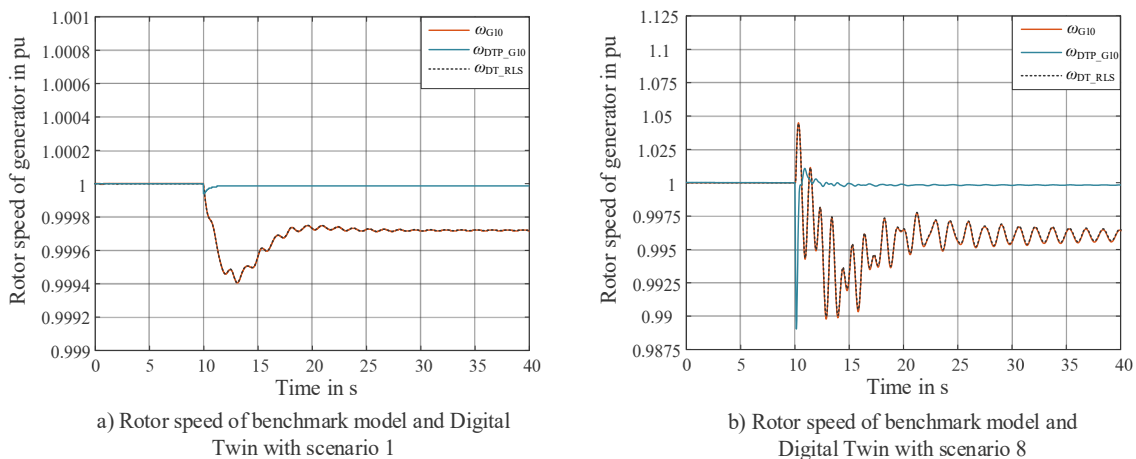 1.001
1.0008
1.0006
1.0004
1.0002
1
0.9998
0.9996
0.9994
0.9992
0.999
Rotor speed of generator in pu
ωG10
ωDTP_G10
ωDT_RLS
0 5 10 15 20 25 30 35 40
Time in s
a) Rotor speed of benchmark model and Digital
Twin with scenario 1
1.125
1.1
1.075
1.05
1.025
1
0.9975
0.995
0.9925
0.99
0.9875
Rotor speed of generator in pu
ωG10
ωDTP_G10
ωDT_RLS
0 5 10 15 20 25 30 35 40
Time in s
b) Rotor speed of benchmark model and
Digital Twin with scenario 8